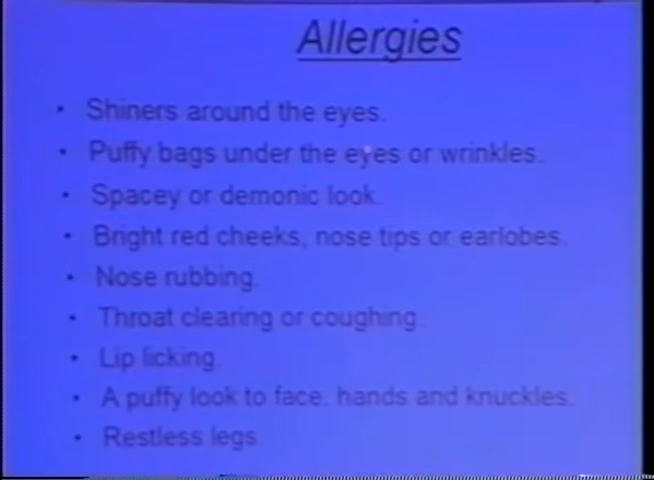 Allergies
• Shiners around the eyes.
• Puffy bags under the eyes or wrinkles.
• Spacey or demonic look.
• Bright red cheeks, nose tips or earlobes.
• Nose rubbing.
• Throat clearing or coughing.
• Lip licking.
• A puffy look to face, hands and knuckles.
• Restless legs